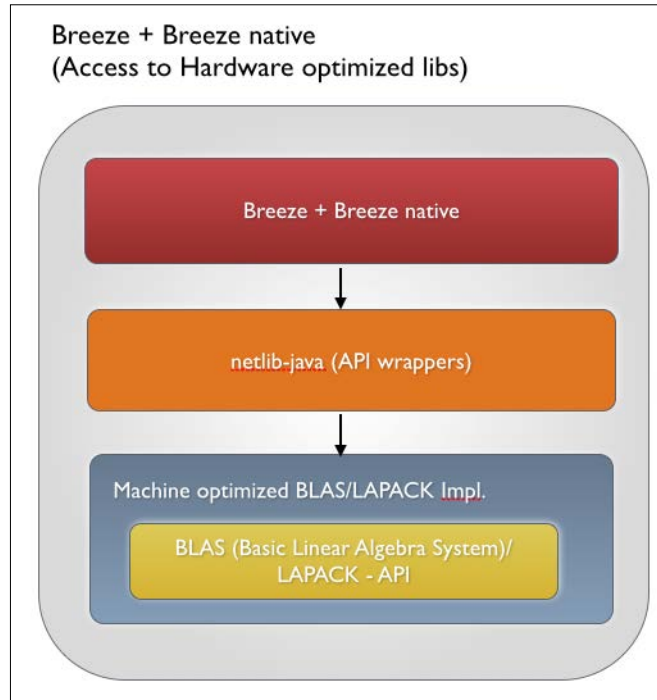 Breeze + Breeze native
(Access to Hardware optimized libs)
Breeze + Breeze native
netlib-java (API wrappers)
Machine optimized BLAS/LAPACK Impl.
BLAS (Basic Linear Algebra System)/
LAPACK - API